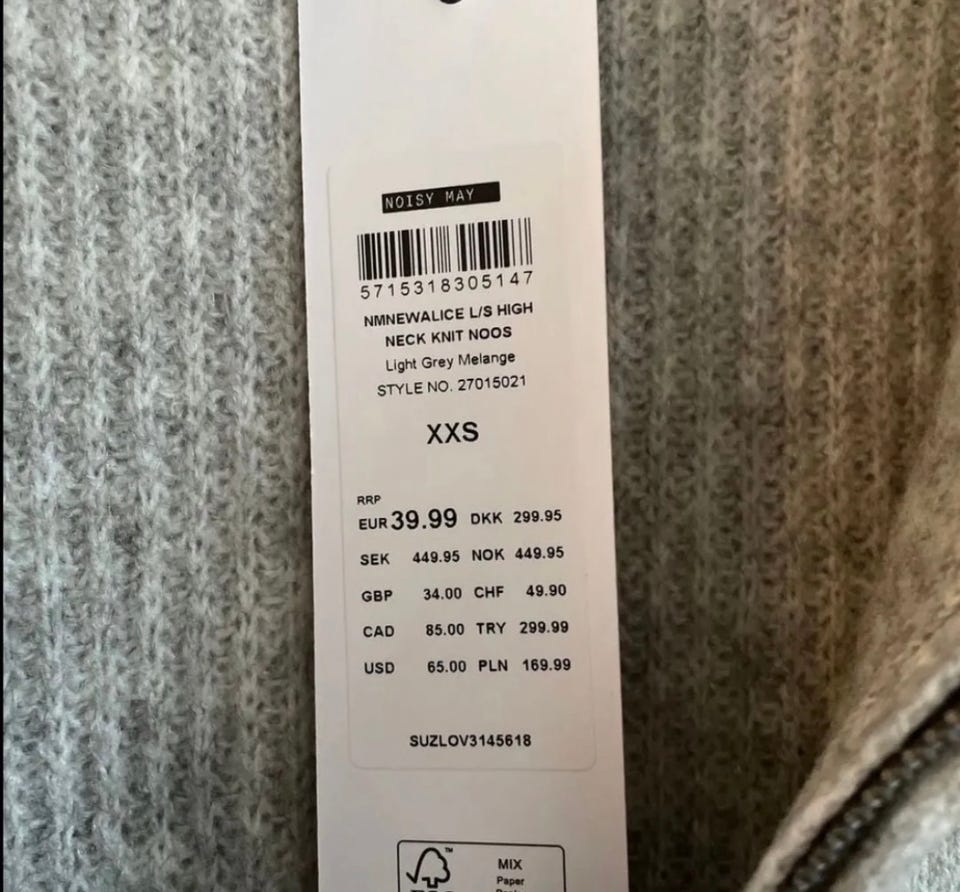 NOISY MAY
5715318305147
NMNEWALICE L/S HIGH
NECK KNIT NOOS
Light Grey Melange
STYLE NO. 27015021
XXS
RRP
EUR 39.99 DKK 299.95
SEK 449.95 NOK 449.95
GBP 34.00 CHF 49.90
CAD 85.00 TRY 299.99
USD 65.00 PLN 169.99
SUZLOV3145618
TM
MIX
Paper